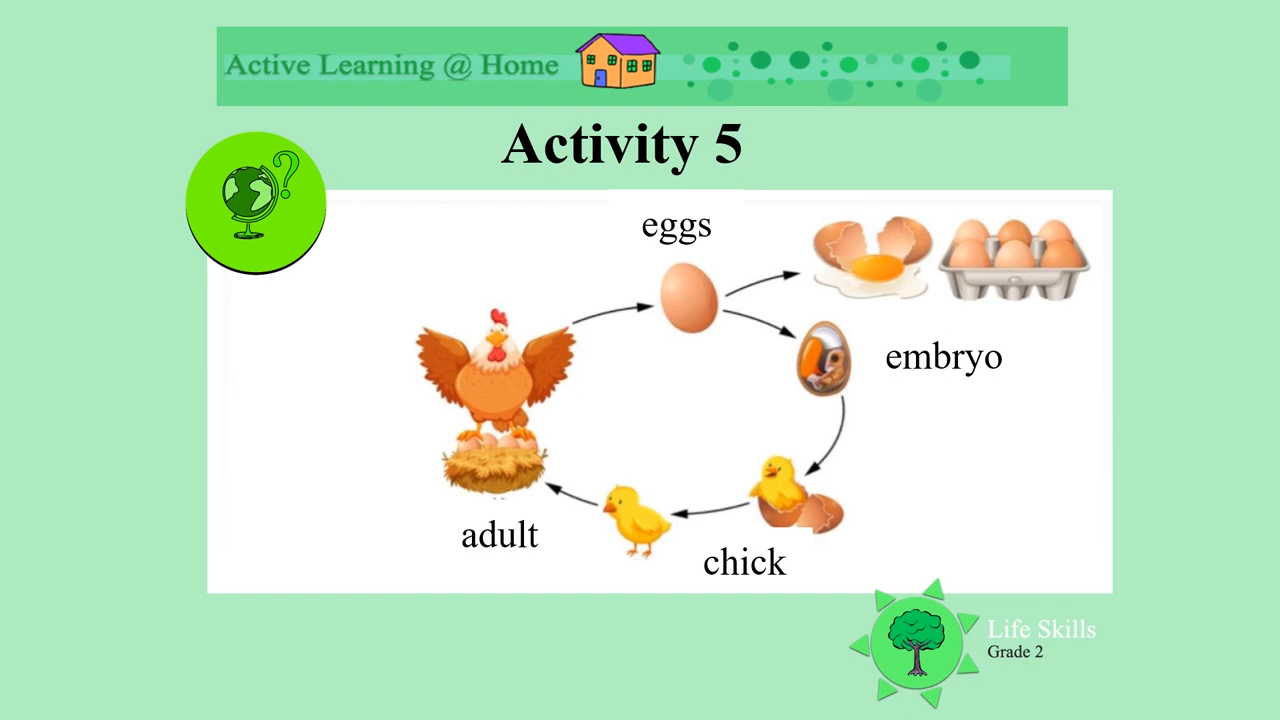 Active Learning @ Home
Activity 5
eggs
embryo
adult
chick
Life Skills
Grade 2